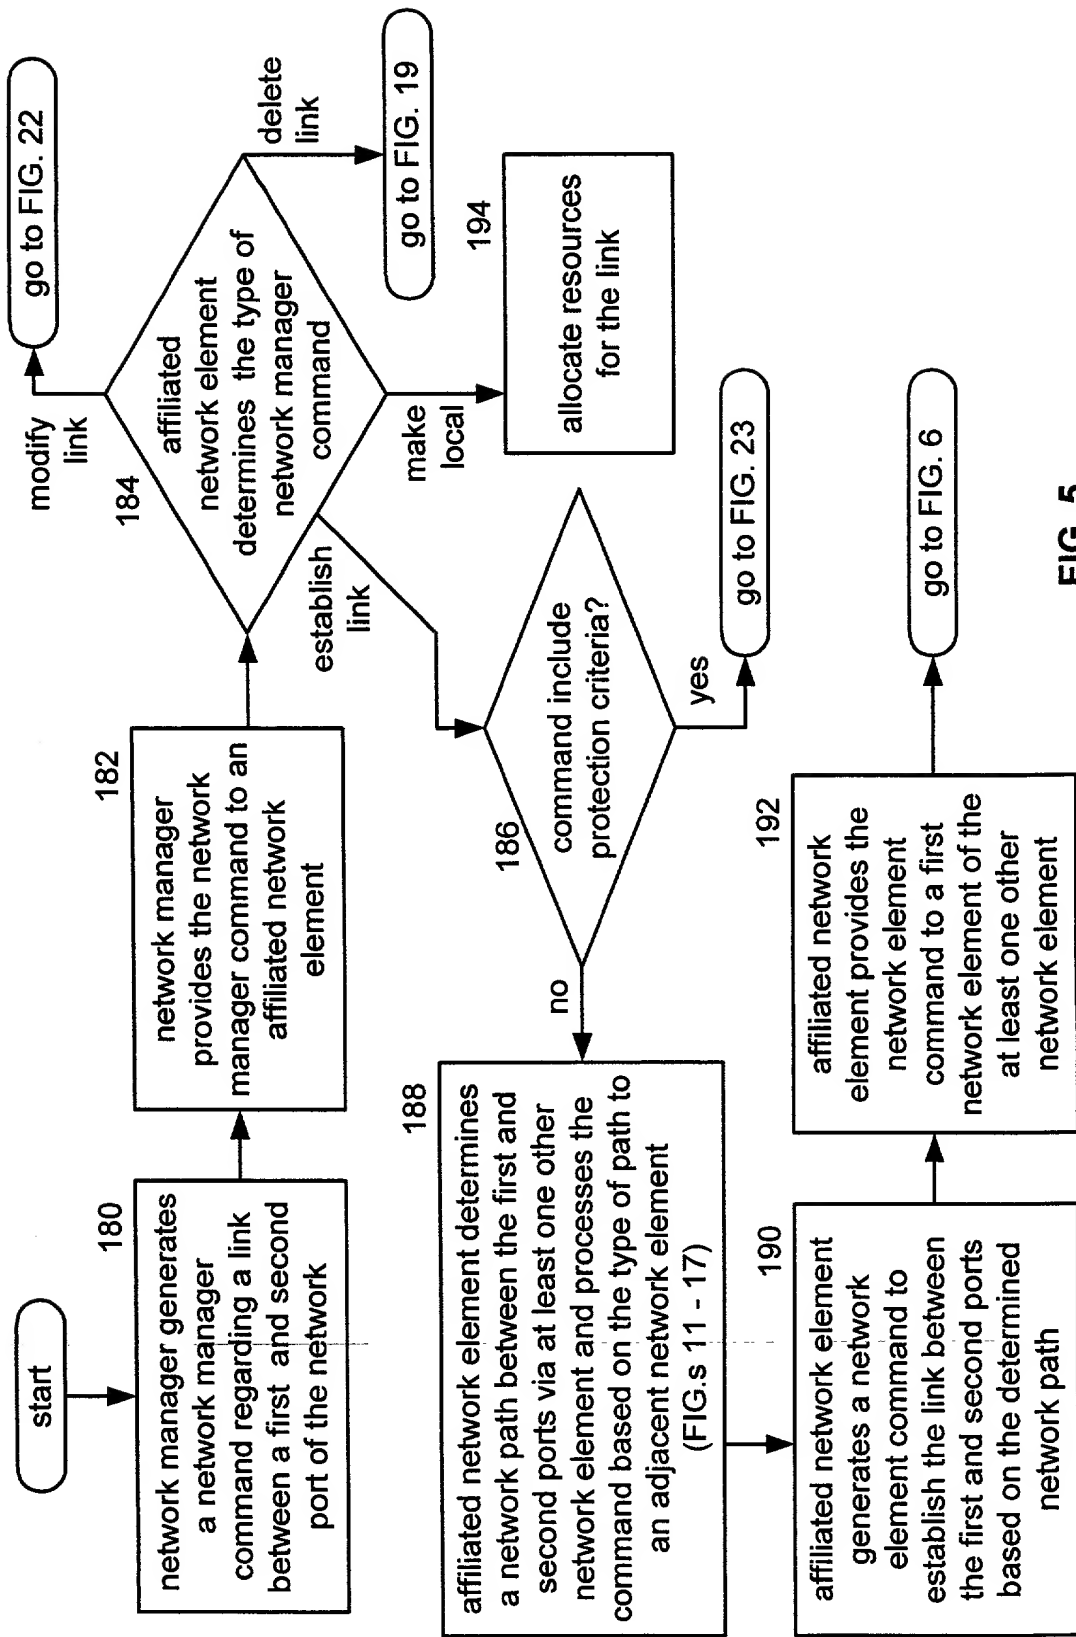 start
180
network manager generates
a network manager
command regarding a link
between a first and second
port of the network
182
network manager
provides the network
manager command to an
affiliated network
element
184
affiliated
network element
determines the type of
network manager
command
modify
link
go to FIG. 22
delete
link
go to FIG. 19
make
local
194
allocate resources
for the link
establish
link
186
command include
protection criteria?
yes
go to FIG. 23
no
188
affiliated network element determines
a network path between the first and
second ports via at least one other
network element and processes the
command based on the type of path to
an adjacent network element
(FIG.s 11 - 17)
190
affiliated network element
generates a network
element command to
establish the link between
the first and second ports
based on the determined
network path
192
affiliated network
element provides the
network element
command to a first
network element of the
at least one other
network element
go to FIG. 6
FIG. 5